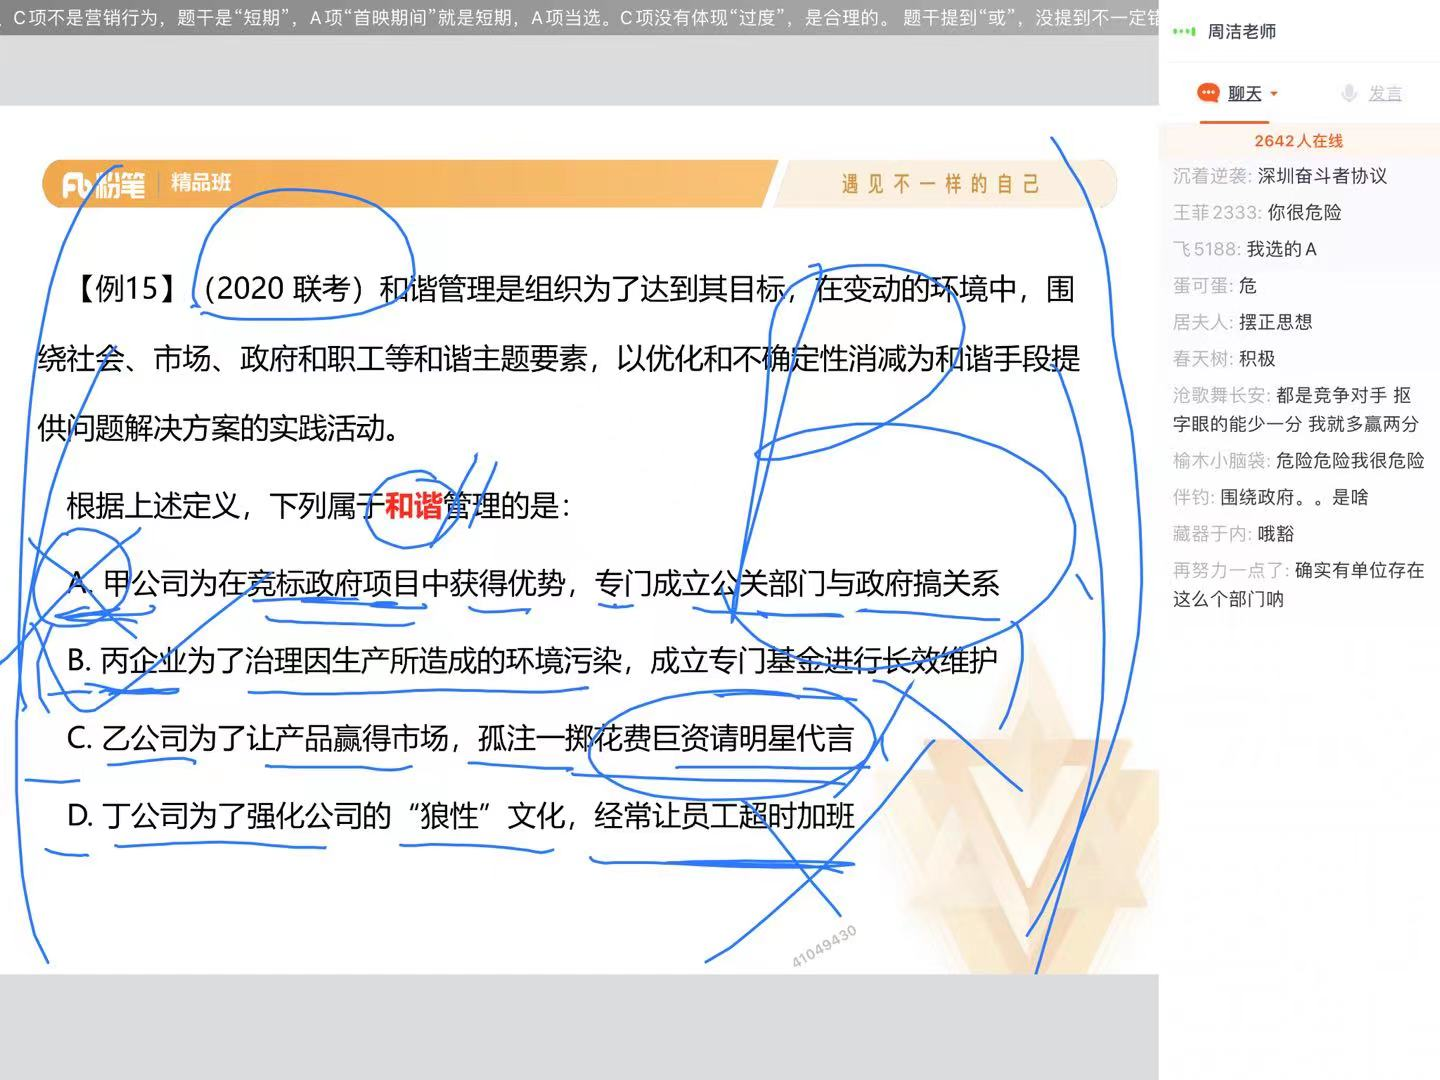 、C项不是营销行为，题干是“短期”，A项“首映期间”就是短期，A项当选。C项没有体现“过度”，是合理的。 题干提到“或”，没提到不一定错
粉笔 精品班
遇见不一样的自己
【例15】（2020 联考）和谐管理是组织为了达到其目标，在变动的环境中，围
绕社会、市场、政府和职工等和谐主题要素，以优化和不确定性消减为和谐手段提
供问题解决方案的实践活动。
根据上述定义，下列属于和谐管理的是：
A. 甲公司为在竞标政府项目中获得优势，专门成立公关部门与政府搞关系
B. 丙企业为了治理因生产所造成的环境污染，成立专门基金进行长效维护
C. 乙公司为了让产品赢得市场，孤注一掷花费巨资请明星代言
D. 丁公司为了强化公司的“狼性”文化，经常让员工超时加班
B
41049430
周洁老师
聊天
发言
2642人在线
沉着逆袭: 深圳奋斗者协议
王菲2333: 你很危险
飞5188: 我选的A
蛋可蛋: 危
居夫人: 摆正思想
春天树: 积极
沧歌舞长安: 都是竞争对手 抠
字眼的能少一分 我就多赢两分
榆木小脑袋: 危险危险我很危险
伴钓: 围绕政府。。是啥
藏器于内: 哦豁
再努力一点了: 确实有单位存在
这么个部门呐